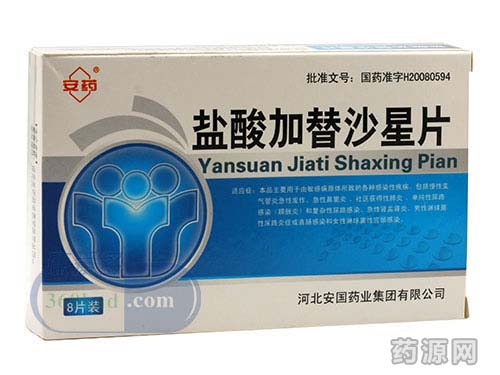 安药®
批准文号：国药准字H20080594
盐酸加替沙星片
Yansuan Jiati Shaxing Pian
适应症：本品主要用于由敏感病原体所致的各种感染性疾病，包括慢性支
气管炎急性发作、急性鼻窦炎、社区获得性肺炎、单纯性尿路
感染（膀胱炎）和复杂性尿路感染、急性肾盂肾炎、男性淋球菌
性尿路炎症或直肠感染和女性淋球菌性宫颈感染。
.com
8片装
河北安国药业集团有限公司
药源网